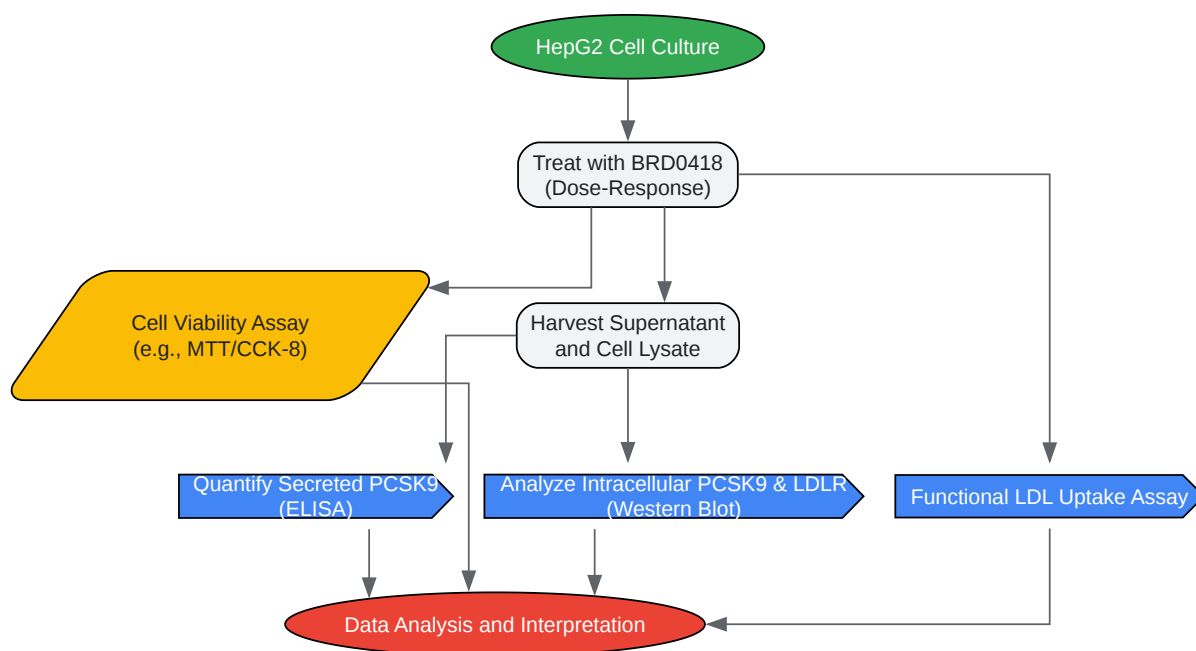 HepG2 Cell Culture
Treat with BRD0418
(Dose-Response)
Cell Viability Assay
(e.g., MTT/CCK-8)
Harvest Supernatant
and Cell Lysate
Quantify Secreted PCSK9
(ELISA)
Analyze Intracellular PCSK9 & LDLR
(Western Blot)
Functional LDL Uptake Assay
Data Analysis and Interpretation